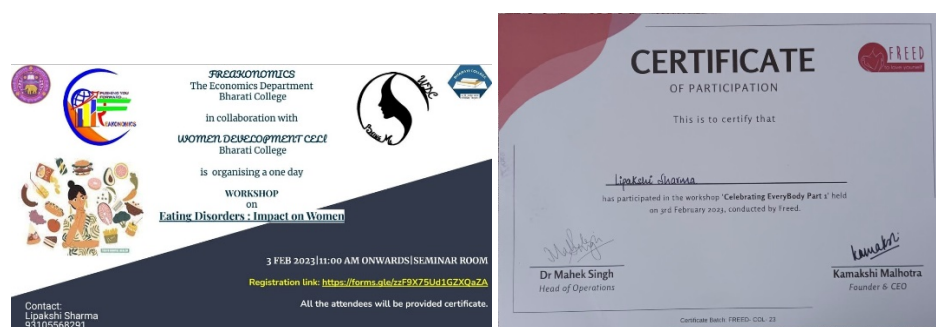 FREAKONOMICS
The Economics Department
Bharati College
in collaboration with
WOMEN DEVELOPMENT CELL
Bharati College
is organising a one day
WORKSHOP
on
Eating Disorders : Impact on Women
3 FEB 2023|11:00 AM ONWARDS|SEMINAR ROOM
Registration link: https://forms.gle/zzF9X75Ud1GZXQaZA
All the attendees will be provided certificate.
Contact:
Lipakshi Sharma
93105568291
WDC
CERTIFICATE
OF PARTICIPATION
FREED
This is to certify that
Lipakshi Sharma
has participated in the workshop 'Celebrating EveryBody Part 1' held
on 3rd February 2023, conducted by Freed.
Dr Mahek Singh
Head of Operations
Kamakshi
Kamakshi Malhotra
Founder & CEO
Certificate Batch: FREED- COL- 23